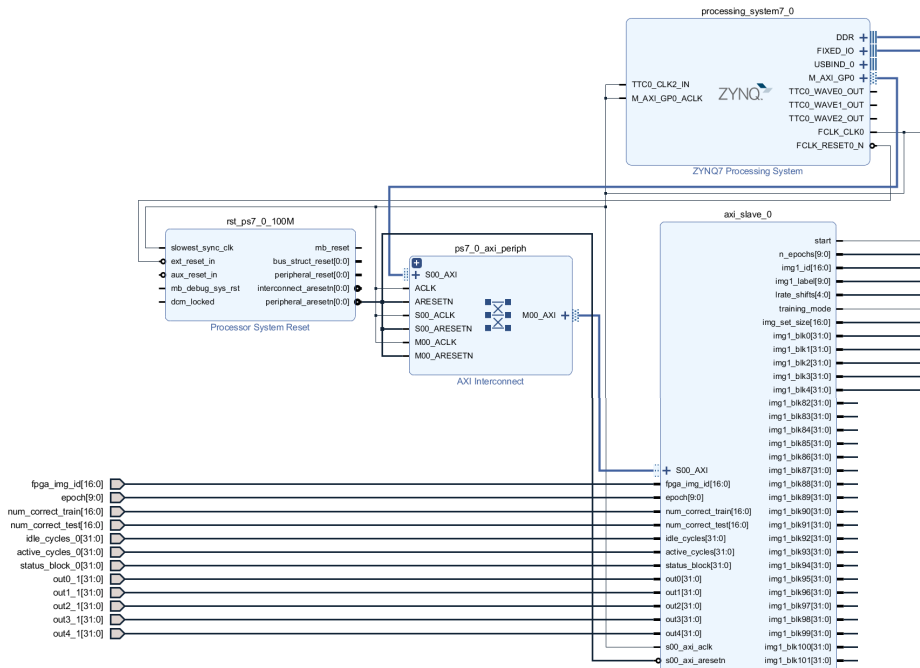 processing_system7_0
DDR
FIXED_IO
USBIND_0
M_AXI_GP0
TTC0_WAVE0_OUT
TTC0_WAVE1_OUT
TTC0_WAVE2_OUT
FCLK_CLK0
FCLK_RESET0_N
TTC0_CLK2_IN
M_AXI_GP0_ACLK
ZYNQ
ZYNQ7 Processing System
rst_ps7_0_100M
slowest_sync_clk
ext_reset_in
aux_reset_in
mb_debug_sys_rst
dcm_locked
mb_reset
bus_struct_reset[0:0]
peripheral_reset[0:0]
interconnect_aresetn[0:0]
peripheral_aresetn[0:0]
Processor System Reset
ps7_0_axi_periph
S00_AXI
ACLK
ARESETN
S00_ACLK
S00_ARESETN
M00_ACLK
M00_ARESETN
M00_AXI
AXI Interconnect
axi_slave_0
start
n_epochs[9:0]
img1_id[16:0]
img1_label[9:0]
lrate_shifts[4:0]
training_mode
img_set_size[16:0]
img1_blk0[31:0]
img1_blk1[31:0]
img1_blk2[31:0]
img1_blk3[31:0]
img1_blk4[31:0]
img1_blk82[31:0]
img1_blk83[31:0]
img1_blk84[31:0]
img1_blk85[31:0]
img1_blk86[31:0]
img1_blk87[31:0]
img1_blk88[31:0]
img1_blk89[31:0]
img1_blk90[31:0]
img1_blk91[31:0]
img1_blk92[31:0]
img1_blk93[31:0]
img1_blk94[31:0]
img1_blk95[31:0]
img1_blk96[31:0]
img1_blk97[31:0]
img1_blk98[31:0]
img1_blk99[31:0]
img1_blk100[31:0]
img1_blk101[31:0]
S00_AXI
fpga_img_id[16:0]
epoch[9:0]
num_correct_train[16:0]
num_correct_test[16:0]
idle_cycles[31:0]
active_cycles[31:0]
status_block[31:0]
out0[31:0]
out1[31:0]
out2[31:0]
out3[31:0]
out4[31:0]
s00_axi_aclk
s00_axi_aresetn
fpga_img_id[16:0]
epoch[9:0]
num_correct_train[16:0]
num_correct_test[16:0]
idle_cycles_0[31:0]
active_cycles_0[31:0]
status_block_0[31:0]
out0_1[31:0]
out1_1[31:0]
out2_1[31:0]
out3_1[31:0]
out4_1[31:0]